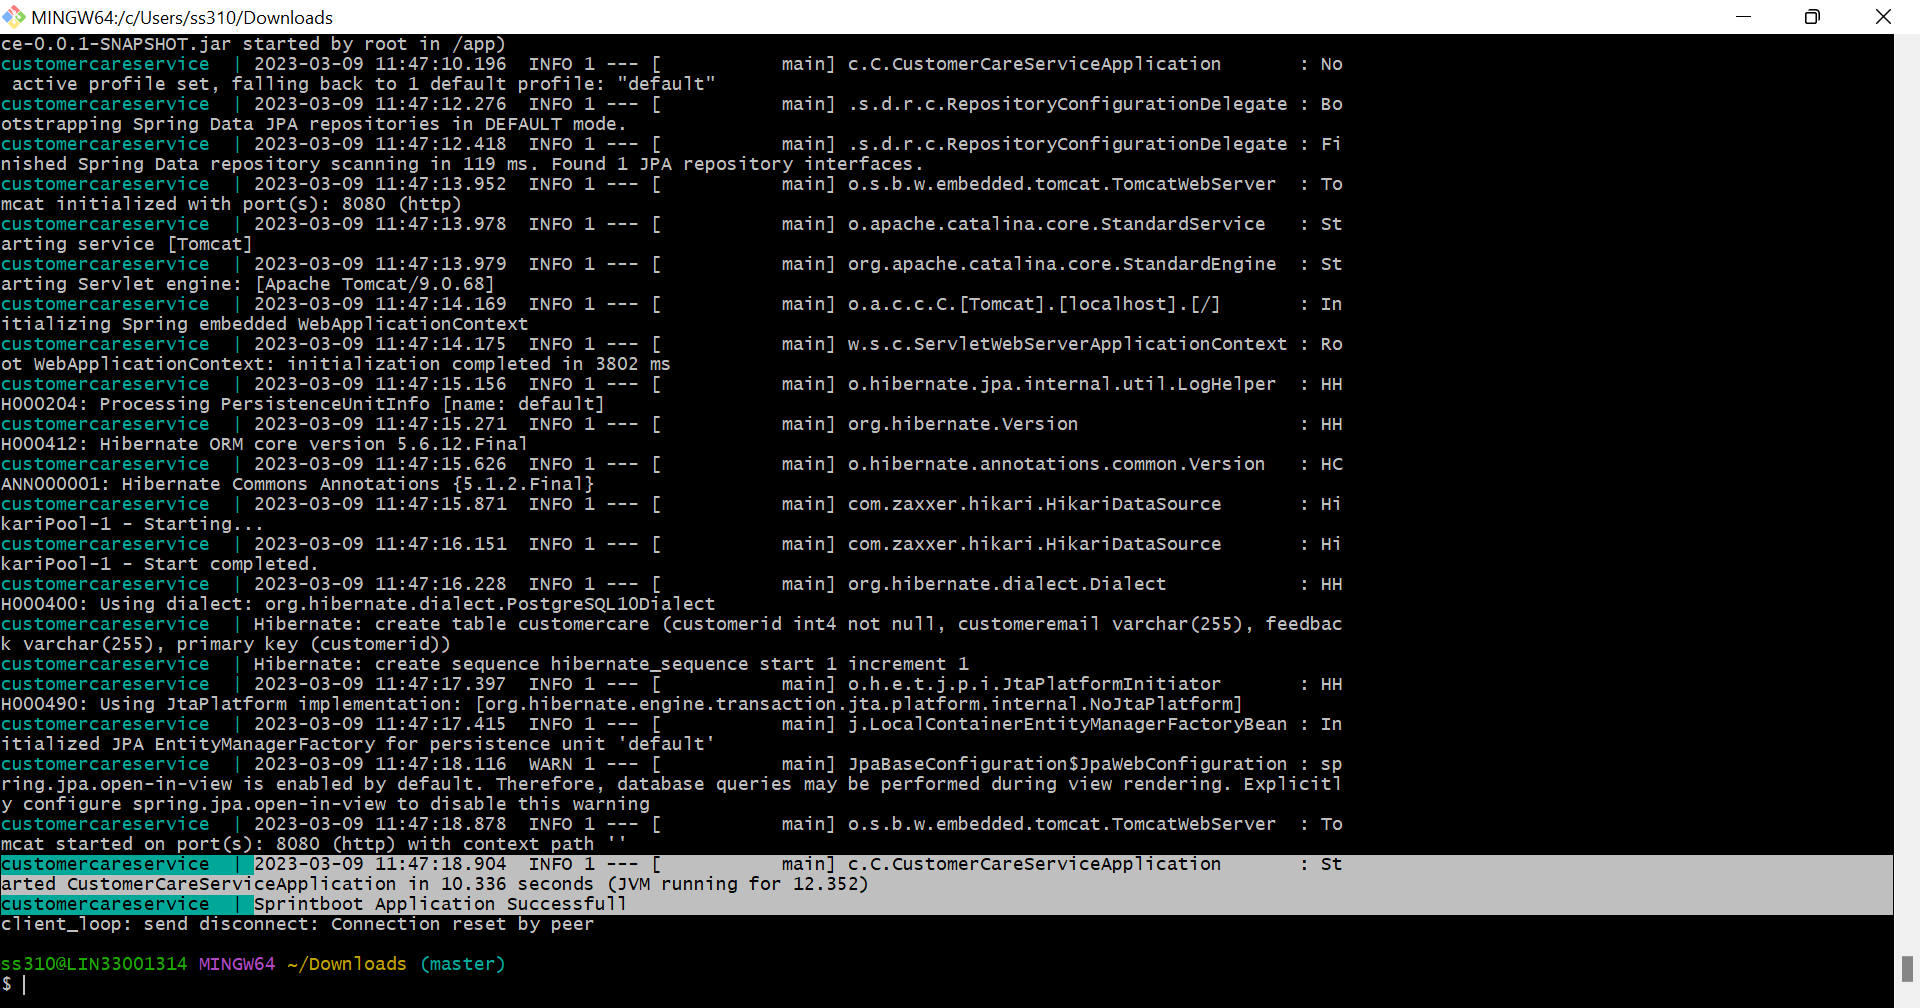 MINGW64:/c/Users/ss310/Downloads
ce-0.0.1-SNAPSHOT.jar started by root in /app)
customercareservice  | 2023-03-09 11:47:10.196  INFO 1 --- [           main] c.C.CustomerCareServiceApplication       : No
 active profile set, falling back to 1 default profile: "default"
customercareservice  | 2023-03-09 11:47:12.276  INFO 1 --- [           main] .s.d.r.c.RepositoryConfigurationDelegate : Bo
otstrapping Spring Data JPA repositories in DEFAULT mode.
customercareservice  | 2023-03-09 11:47:12.418  INFO 1 --- [           main] .s.d.r.c.RepositoryConfigurationDelegate : Fi
nished Spring Data repository scanning in 119 ms. Found 1 JPA repository interfaces.
customercareservice  | 2023-03-09 11:47:13.952  INFO 1 --- [           main] o.s.b.w.embedded.tomcat.TomcatWebServer  : To
mcat initialized with port(s): 8080 (http)
customercareservice  | 2023-03-09 11:47:13.978  INFO 1 --- [           main] o.apache.catalina.core.StandardService   : St
arting service [Tomcat]
customercareservice  | 2023-03-09 11:47:13.979  INFO 1 --- [           main] org.apache.catalina.core.StandardEngine  : St
arting Servlet engine: [Apache Tomcat/9.0.68]
customercareservice  | 2023-03-09 11:47:14.169  INFO 1 --- [           main] o.a.c.c.C.[Tomcat].[localhost].[/]       : In
itializing Spring embedded WebApplicationContext
customercareservice  | 2023-03-09 11:47:14.175  INFO 1 --- [           main] w.s.c.ServletWebServerApplicationContext : Ro
ot WebApplicationContext: initialization completed in 3802 ms
customercareservice  | 2023-03-09 11:47:15.156  INFO 1 --- [           main] o.hibernate.jpa.internal.util.LogHelper  : HH
H000204: Processing PersistenceUnitInfo [name: default]
customercareservice  | 2023-03-09 11:47:15.271  INFO 1 --- [           main] org.hibernate.Version                    : HH
H000412: Hibernate ORM core version 5.6.12.Final
customercareservice  | 2023-03-09 11:47:15.626  INFO 1 --- [           main] o.hibernate.annotations.common.Version   : HC
ANN000001: Hibernate Commons Annotations {5.1.2.Final}
customercareservice  | 2023-03-09 11:47:15.871  INFO 1 --- [           main] com.zaxxer.hikari.HikariDataSource       : Hi
kariPool-1 - Starting...
customercareservice  | 2023-03-09 11:47:16.151  INFO 1 --- [           main] com.zaxxer.hikari.HikariDataSource       : Hi
kariPool-1 - Start completed.
customercareservice  | 2023-03-09 11:47:16.228  INFO 1 --- [           main] org.hibernate.dialect.Dialect            : HH
H000400: Using dialect: org.hibernate.dialect.PostgreSQL10Dialect
customercareservice  | Hibernate: create table customercare (customerid int4 not null, customeremail varchar(255), feedbac
k varchar(255), primary key (customerid))
customercareservice  | Hibernate: create sequence hibernate_sequence start 1 increment 1
customercareservice  | 2023-03-09 11:47:17.397  INFO 1 --- [           main] o.h.e.t.j.p.i.JtaPlatformInitiator       : HH
H000490: Using JtaPlatform implementation: [org.hibernate.engine.transaction.jta.platform.internal.NoJtaPlatform]
customercareservice  | 2023-03-09 11:47:17.415  INFO 1 --- [           main] j.LocalContainerEntityManagerFactoryBean : In
itialized JPA EntityManagerFactory for persistence unit 'default'
customercareservice  | 2023-03-09 11:47:18.116  WARN 1 --- [           main] JpaBaseConfiguration$JpaWebConfiguration : sp
ring.jpa.open-in-view is enabled by default. Therefore, database queries may be performed during view rendering. Explicitl
y configure spring.jpa.open-in-view to disable this warning
customercareservice  | 2023-03-09 11:47:18.878  INFO 1 --- [           main] o.s.b.w.embedded.tomcat.TomcatWebServer  : To
mcat started on port(s): 8080 (http) with context path ''
customercareservice  | 2023-03-09 11:47:18.904  INFO 1 --- [           main] c.C.CustomerCareServiceApplication       : St
arted CustomerCareServiceApplication in 10.336 seconds (JVM running for 12.352)
customercareservice  | Sprintboot Application Successfull
client_loop: send disconnect: Connection reset by peer
ss310@LIN33001314 MINGW64 ~/Downloads (master)
$